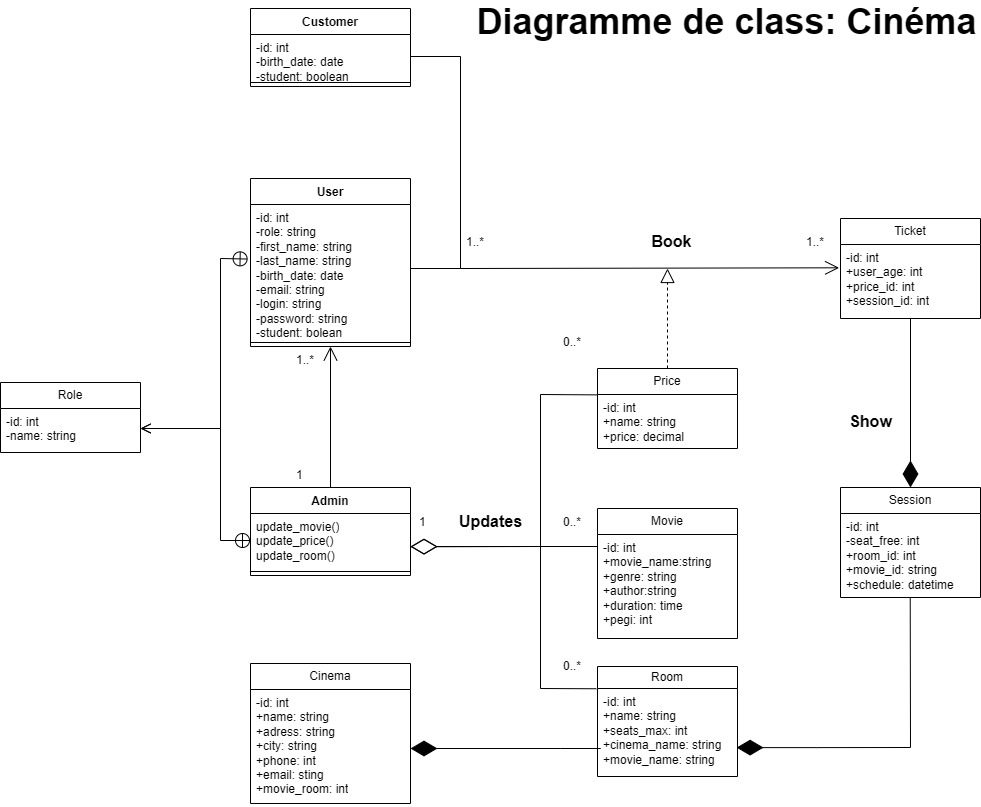 Diagramme de class: Cinéma
Customer
-id: int
-birth_date: date
-student: boolean
User
-id: int
-role: string
-first_name: string
-last_name: string
-birth_date: date
-email: string
-login: string
-password: string
-student: bolean
1..*
Book
1..*
Ticket
-id: int
+user_age: int
+price_id: int
+session_id: int
1..*
0..*
Role
-id: int
-name: string
Price
-id: int
+name: string
+price: decimal
Show
1
Admin
update_movie()
update_price()
update_room()
1
Updates
0..*
Movie
-id: int
+movie_name:string
+genre: string
+author:string
+duration: time
+pegi: int
Session
-id: int
-seat_free: int
+room_id: int
+movie_id: string
+schedule: datetime
0..*
Cinema
-id: int
+name: string
+adress: string
+city: string
+phone: int
+email: sting
+movie_room: int
Room
-id: int
+name: string
+seats_max: int
+cinema_name: string
+movie_name: string